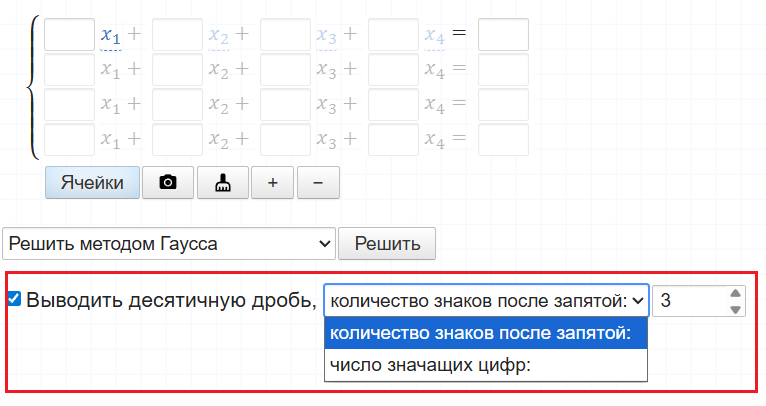 x1 + x2 + x3 + x4 =
x1 + x2 + x3 + x4 =
x1 + x2 + x3 + x4 =
x1 + x2 + x3 + x4 =
Ячейки + −
Решить методом Гаусса Решить
Выводить десятичную дробь, количество знаков после запятой: 3
количество знаков после запятой:
число значащих цифр: